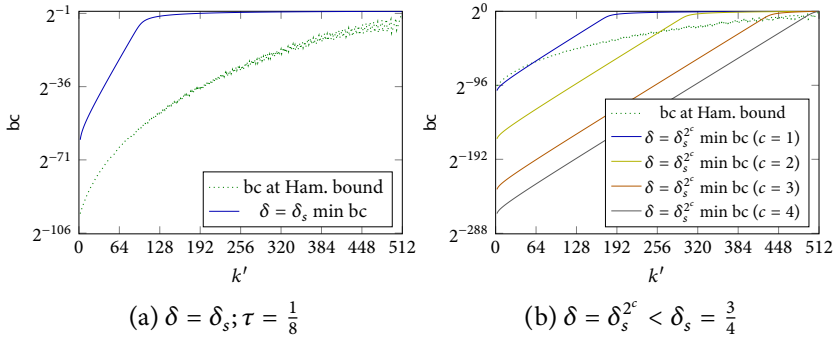 2^{-1}
2^{-36}
2^{-71}
2^{-106}
bc
0 64 128 192 256 320 384 448 512
k′
bc at Ham. bound
δ = δ_s min bc
(a) δ = δ_s; τ = 1/8
2^0
2^{-96}
2^{-192}
2^{-288}
bc
0 64 128 192 256 320 384 448 512
k′
bc at Ham. bound
δ = δ_s^{2^c} min bc (c = 1)
δ = δ_s^{2^c} min bc (c = 2)
δ = δ_s^{2^c} min bc (c = 3)
δ = δ_s^{2^c} min bc (c = 4)
(b) δ = δ_s^{2^c} < δ_s = 3/4